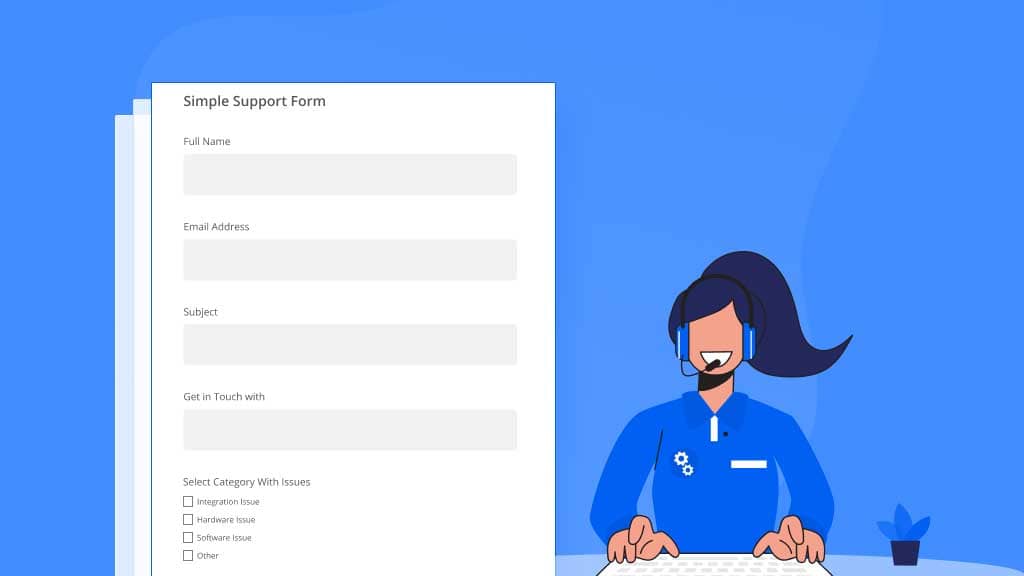 Simple Support Form
Full Name
Email Address
Subject
Get in Touch with
Select Category With Issues
Integration Issue
Hardware Issue
Software Issue
Other